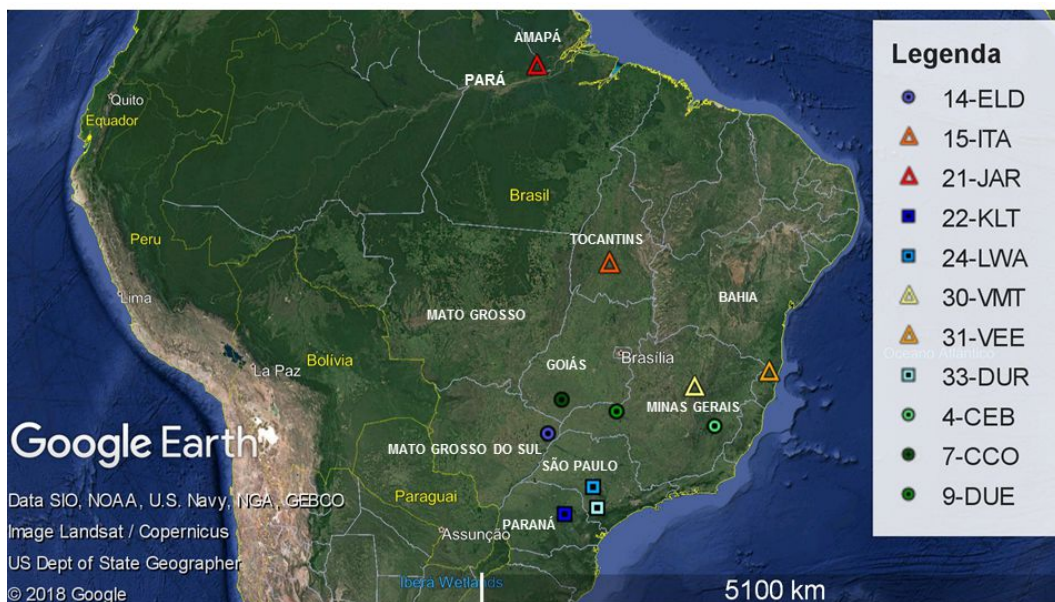 AMAPÁ
PARÁ
Quito
Equador
Brasil
Peru
TOCANTINS
Lima
BAHIA
MATO GROSSO
Bolívia
La Paz
GOIÁS
Brasília
MINAS GERAIS
MATO GROSSO DO SUL
SÃO PAULO
Paraguai
PARANÁ
Assunção
Iberá Wetlands
Legenda
14-ELD
15-ITA
21-JAR
22-KLT
24-LWA
30-VMT
31-VEE
Oceano Atlântico
33-DUR
4-CEB
7-CCO
9-DUE
Google Earth
Data SIO, NOAA, U.S. Navy, NGA, GEBCO
Image Landsat / Copernicus
US Dept of State Geographer
© 2018 Google
5100 km